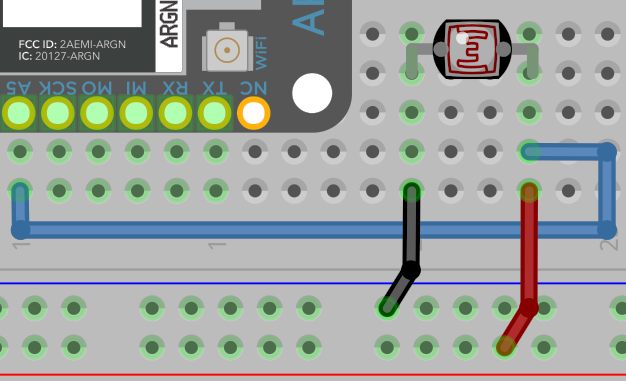 FCC ID: 2AEMI-ARGN
IC: 20127-ARGN
ARGN
WiFi
A5 SCK MO MI RX TX NC
1
1
2